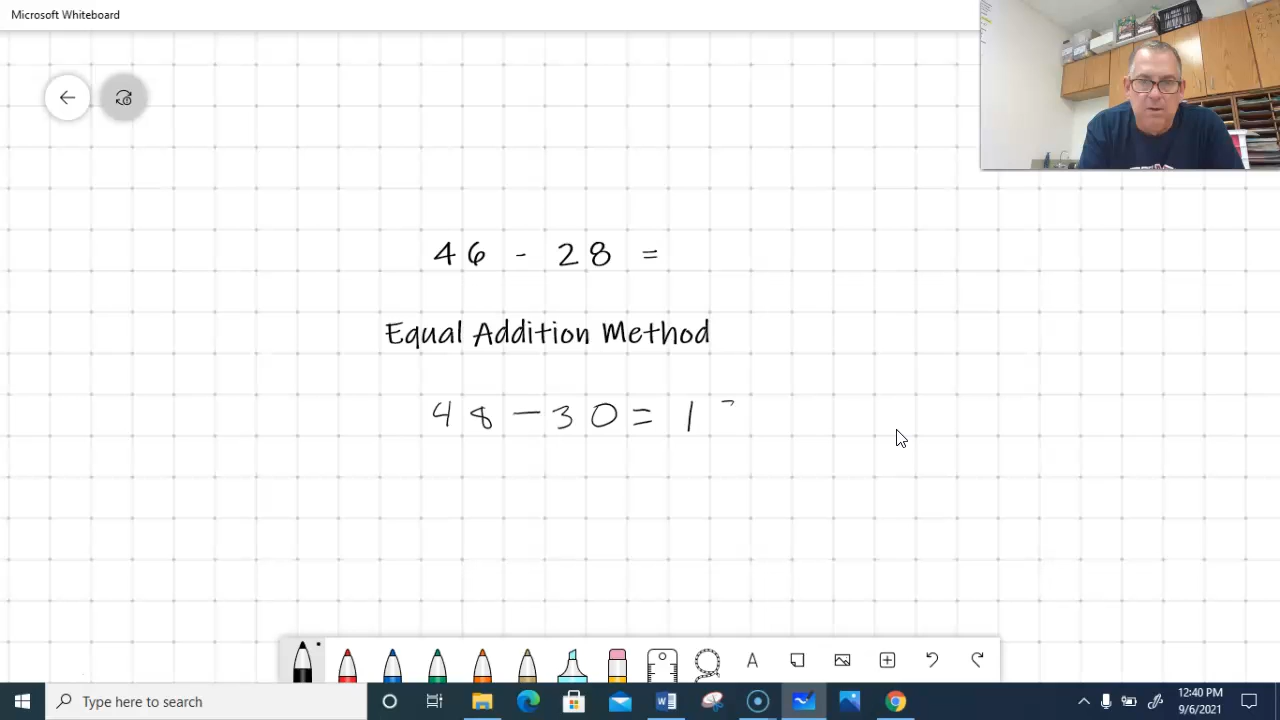 Microsoft Whiteboard
46 - 28 =
Equal Addition Method
48 - 30 = 1
A
Type here to search
12:40 PM
9/6/2021